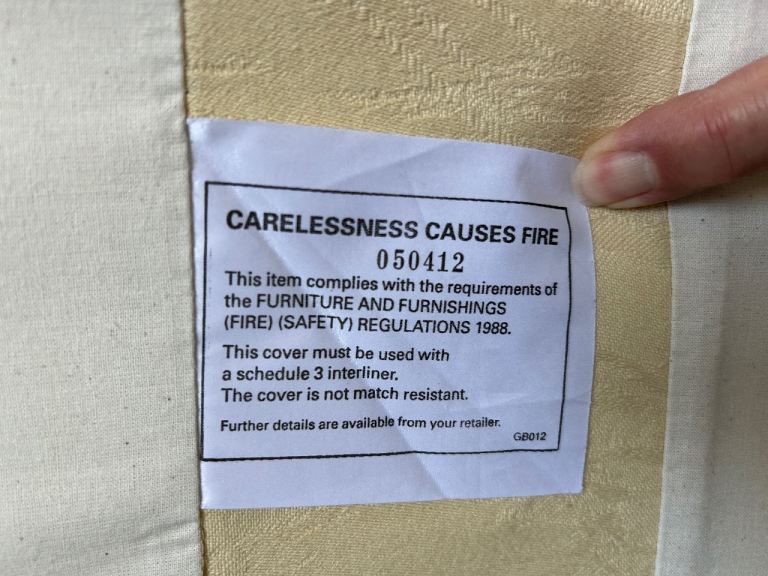 CARELESSNESS CAUSES FIRE
050412
This item complies with the requirements of
the FURNITURE AND FURNISHINGS
(FIRE) (SAFETY) REGULATIONS 1988.
This cover must be used with
a schedule 3 interliner.
The cover is not match resistant.
Further details are available from your retailer.
GB012